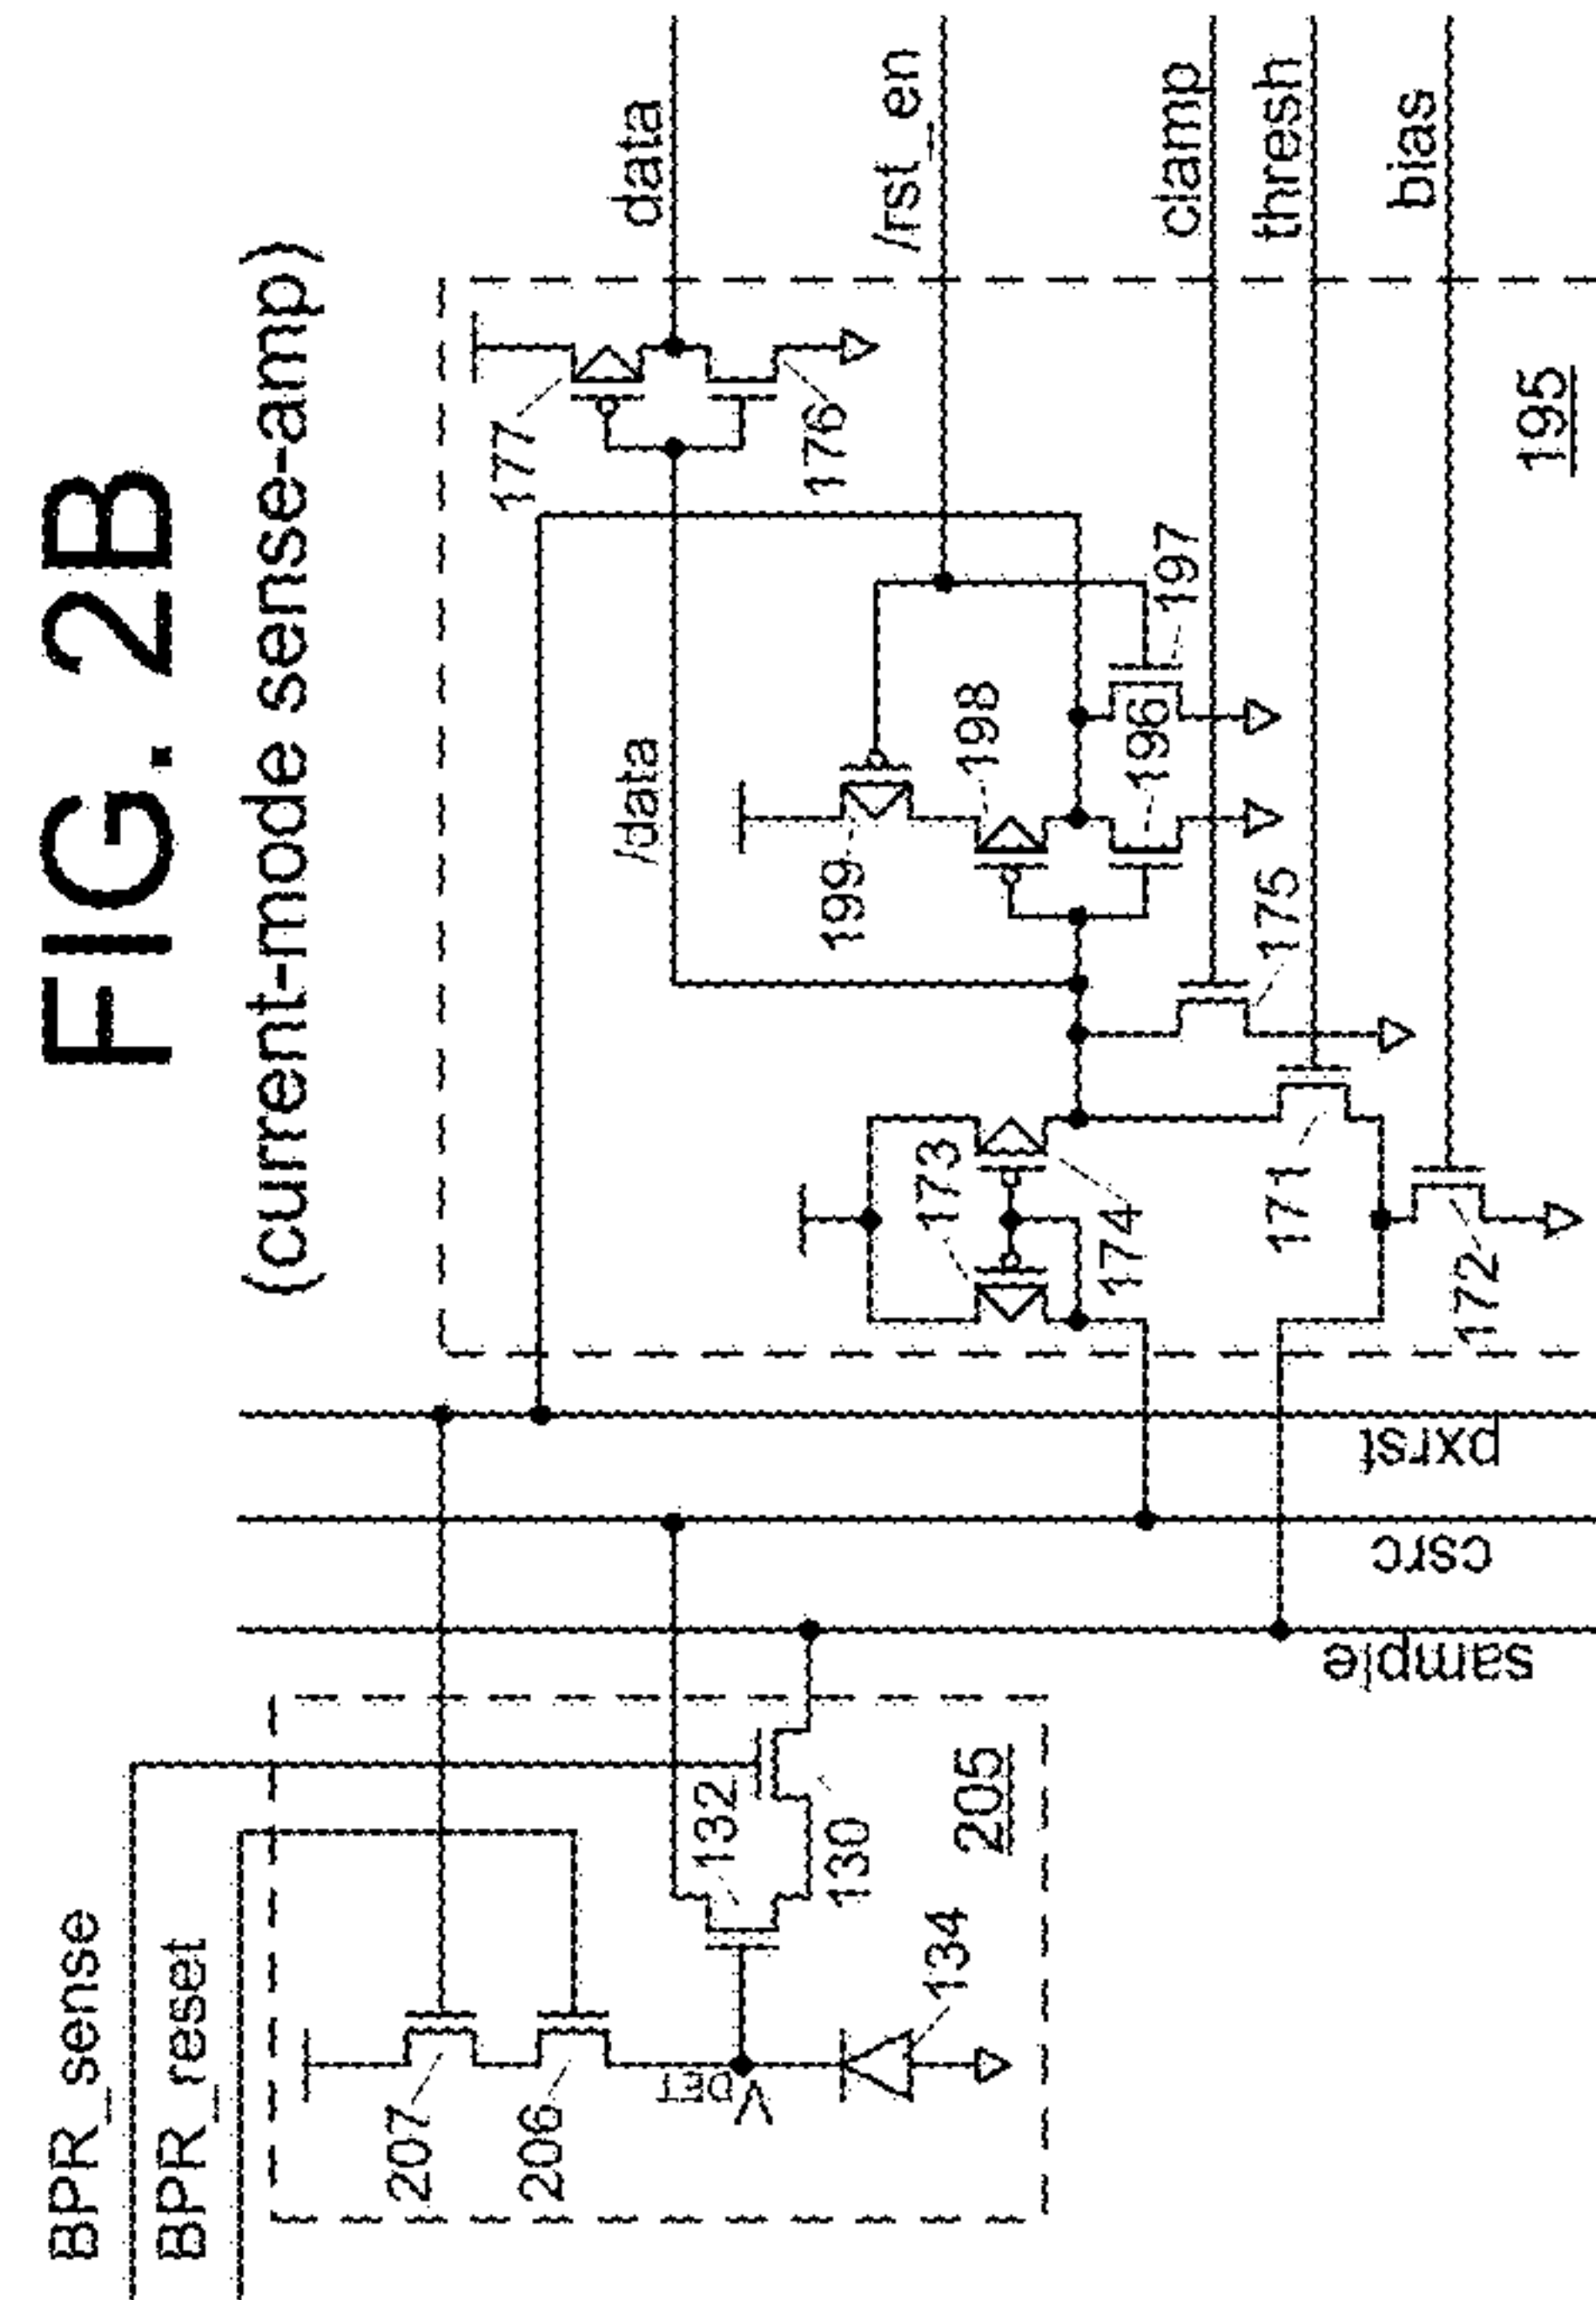 FIG. 2B
(current-mode sense-amp)
BPR_sense
BPR_reset
207
206
V DET
134
132
130
205
sample
csrc
pxrst
173
174
171
172
175
/data
199
198
196
197
177
176
data
/rst_en
clamp
thresh
bias
195